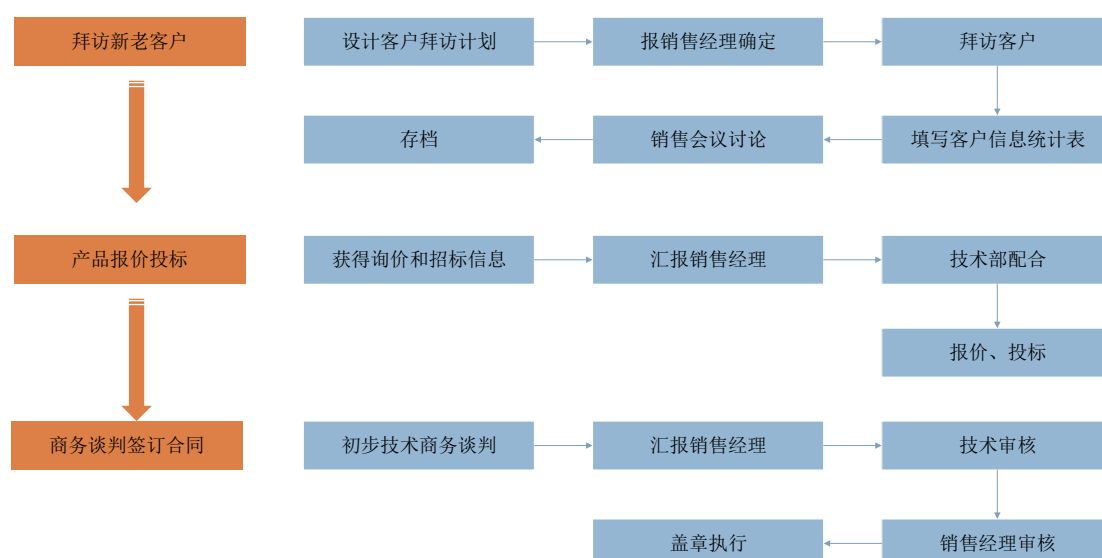 拜访新老客户
设计客户拜访计划
报销售经理确定
拜访客户
存档
销售会议讨论
填写客户信息统计表
产品报价投标
获得询价和招标信息
汇报销售经理
技术部配合
报价、投标
商务谈判签订合同
初步技术商务谈判
汇报销售经理
技术审核
盖章执行
销售经理审核